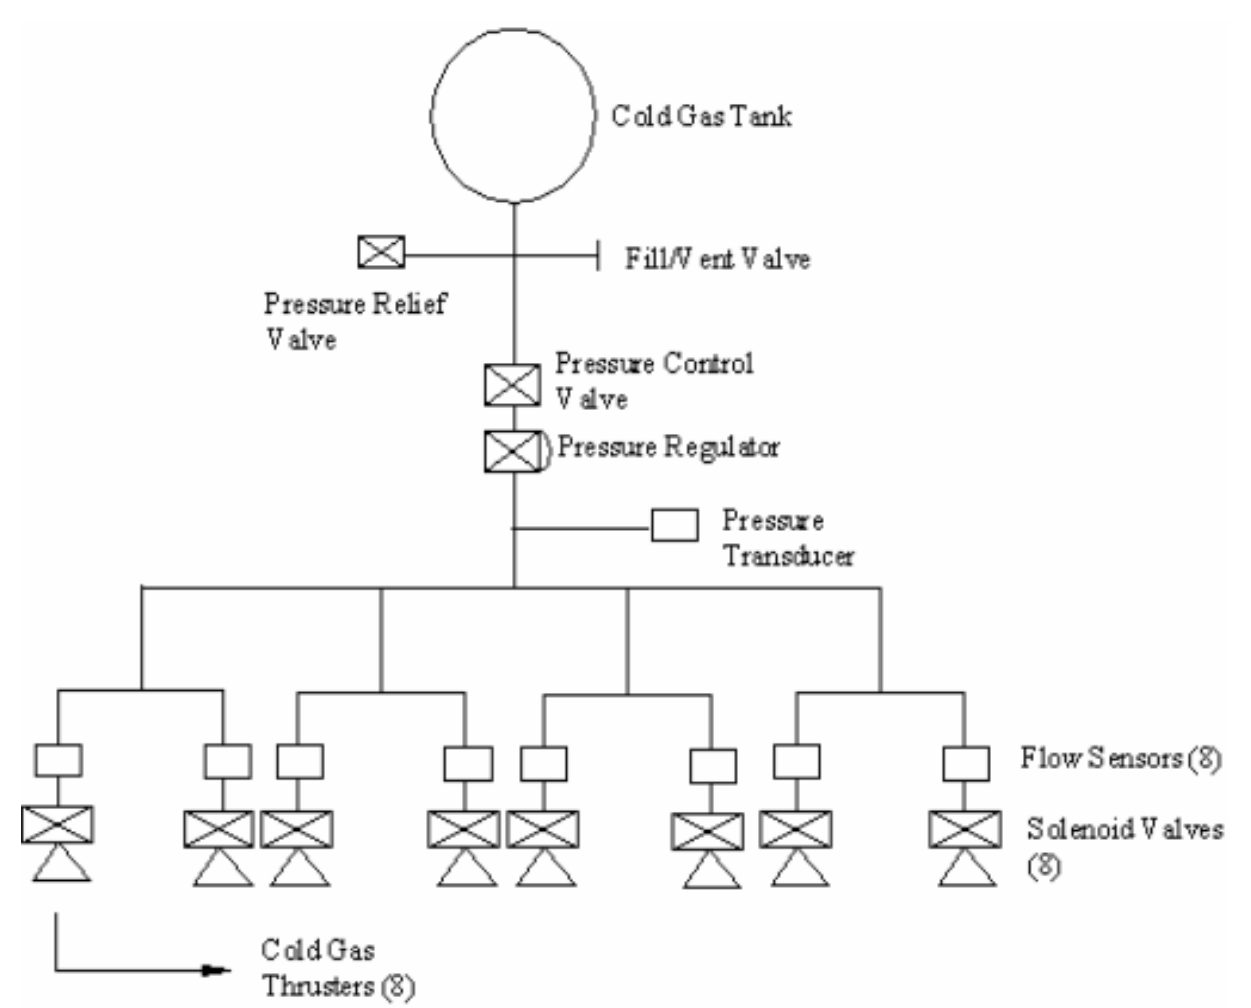 Cold Gas Tank
Fill/Vent Valve
Pressure Relief
Valve
Pressure Control
Valve
Pressure Regulator
Pressure
Transducer
Flow Sensors (8)
Solenoid Valves
(8)
Cold Gas
Thrusters (8)